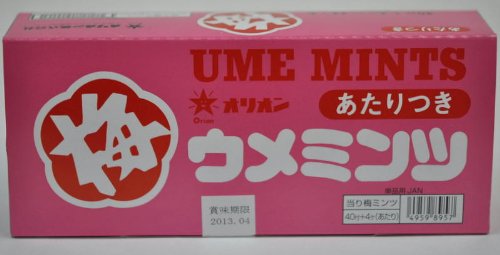 UME MINTS
オリオン
Orion
あたりつき
梅
ウメミンツ
単品用JAN
当り梅ミンツ
40付+4ヶ(あたり)
賞味期限
2013.04
4959 8957